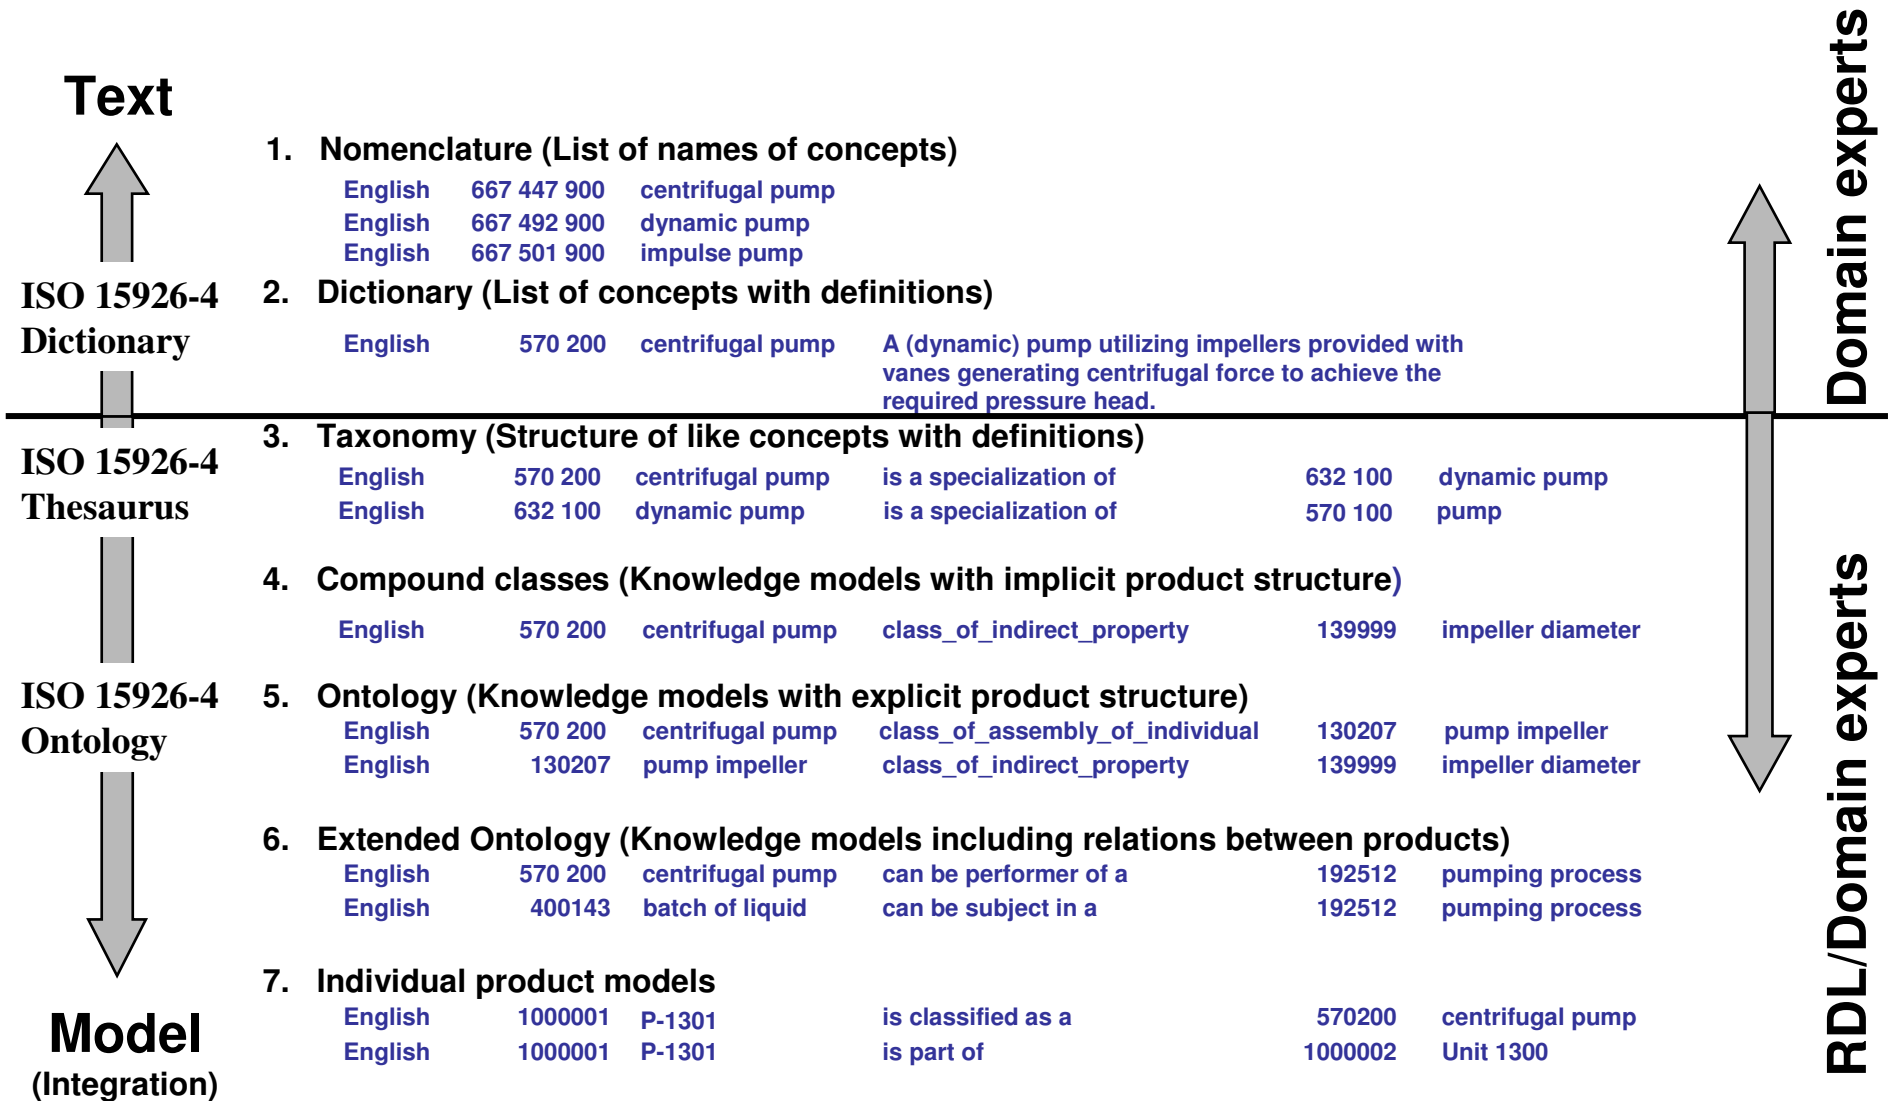 Text
1. Nomenclature (List of names of concepts)
English 667 447 900 centrifugal pump
English 667 492 900 dynamic pump
English 667 501 900 impulse pump
ISO 15926-4
Dictionary
2. Dictionary (List of concepts with definitions)
English 570 200 centrifugal pump A (dynamic) pump utilizing impellers provided with
vanes generating centrifugal force to achieve the
required pressure head.
ISO 15926-4
Thesaurus
3. Taxonomy (Structure of like concepts with definitions)
English 570 200 centrifugal pump is a specialization of 632 100 dynamic pump
English 632 100 dynamic pump is a specialization of 570 100 pump
4. Compound classes (Knowledge models with implicit product structure)
English 570 200 centrifugal pump class_of_indirect_property 139999 impeller diameter
ISO 15926-4
Ontology
5. Ontology (Knowledge models with explicit product structure)
English 570 200 centrifugal pump class_of_assembly_of_individual 130207 pump impeller
English 130207 pump impeller class_of_indirect_property 139999 impeller diameter
6. Extended Ontology (Knowledge models including relations between products)
English 570 200 centrifugal pump can be performer of a 192512 pumping process
English 400143 batch of liquid can be subject in a 192512 pumping process
7. Individual product models
English 1000001 P-1301 is classified as a 570200 centrifugal pump
English 1000001 P-1301 is part of 1000002 Unit 1300
Model
(Integration)
Domain experts
RDL/Domain experts